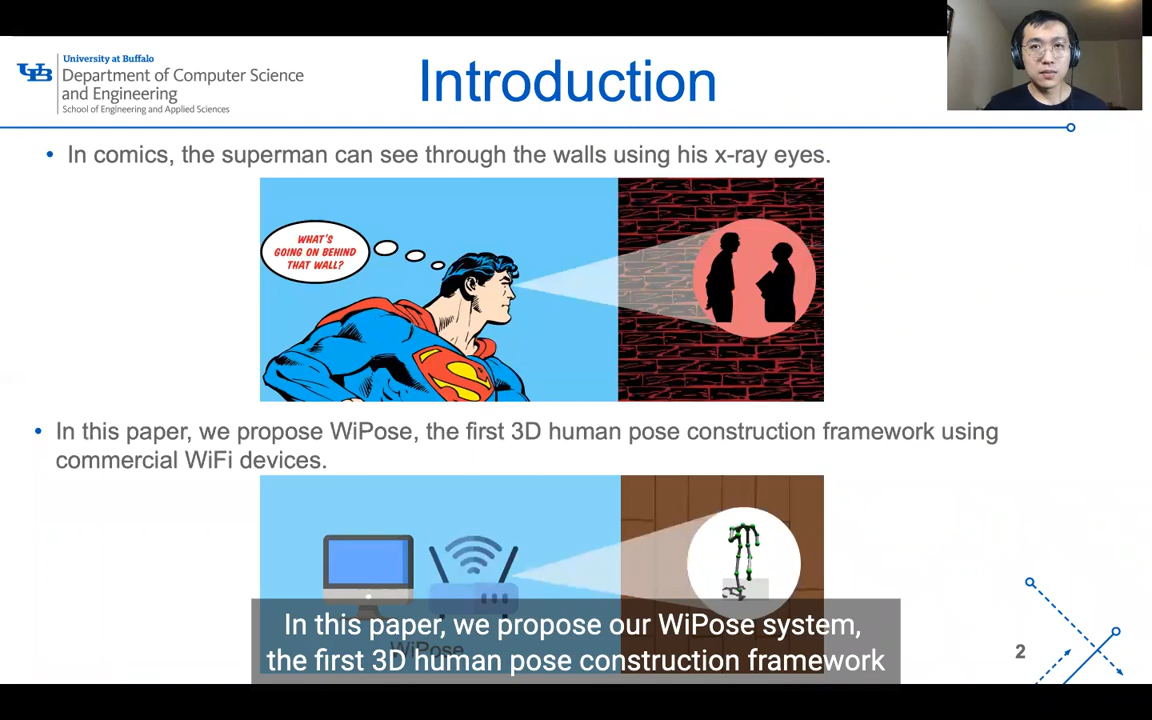 University at Buffalo
Department of Computer Science
and Engineering
School of Engineering and Applied Sciences
Introduction
• In comics, the superman can see through the walls using his x-ray eyes.
WHAT'S
GOING ON BEHIND
THAT WALL?
• In this paper, we propose WiPose, the first 3D human pose construction framework using
commercial WiFi devices.
WiPose
In this paper, we propose our WiPose system,
the first 3D human pose construction framework
2